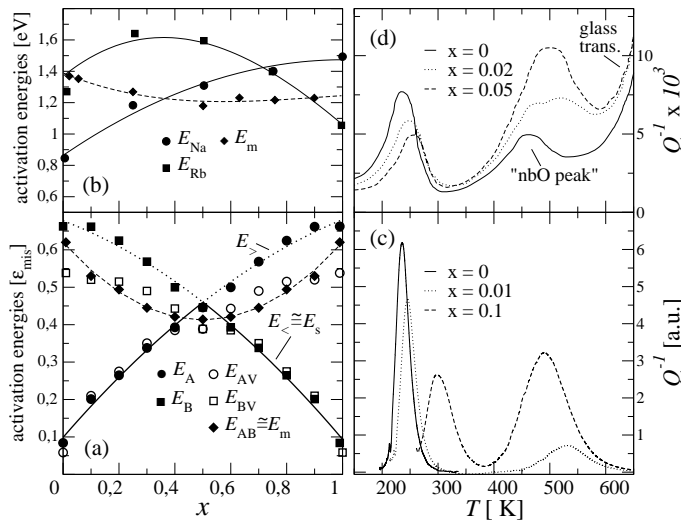 activation energies [eV]
1,8
1,6
1,4
1,2
1
0,8
0,6
(b)
E_Na
E_Rb
E_m
activation energies [ε_mis]
0,6
0,5
0,4
0,3
0,2
0,1
(a)
E_>
E_<≅E_s
E_A
E_B
E_AV
E_BV
E_AB≅E_m
0
0,2
0,4
0,6
0,8
1
x
(d)
x = 0
x = 0.02
x = 0.05
glass
trans.
"nbO peak"
10
5
0
Q^-1 x 10^3
(c)
x = 0
x = 0.01
x = 0.1
6
5
4
3
2
1
0
Q^-1 [a.u.]
200
300
400
500
600
T [ K]